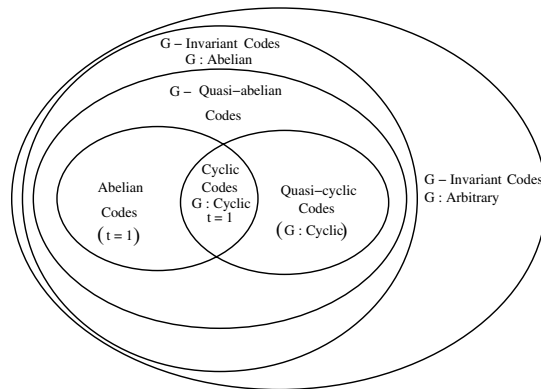 G – Invariant Codes
G : Abelian
G – Quasi-abelian
Codes
Abelian
Codes
( t = 1 )
Cyclic
Codes
G : Cyclic
t = 1
Quasi-cyclic
Codes
( G : Cyclic )
G – Invariant Codes
G : Arbitrary